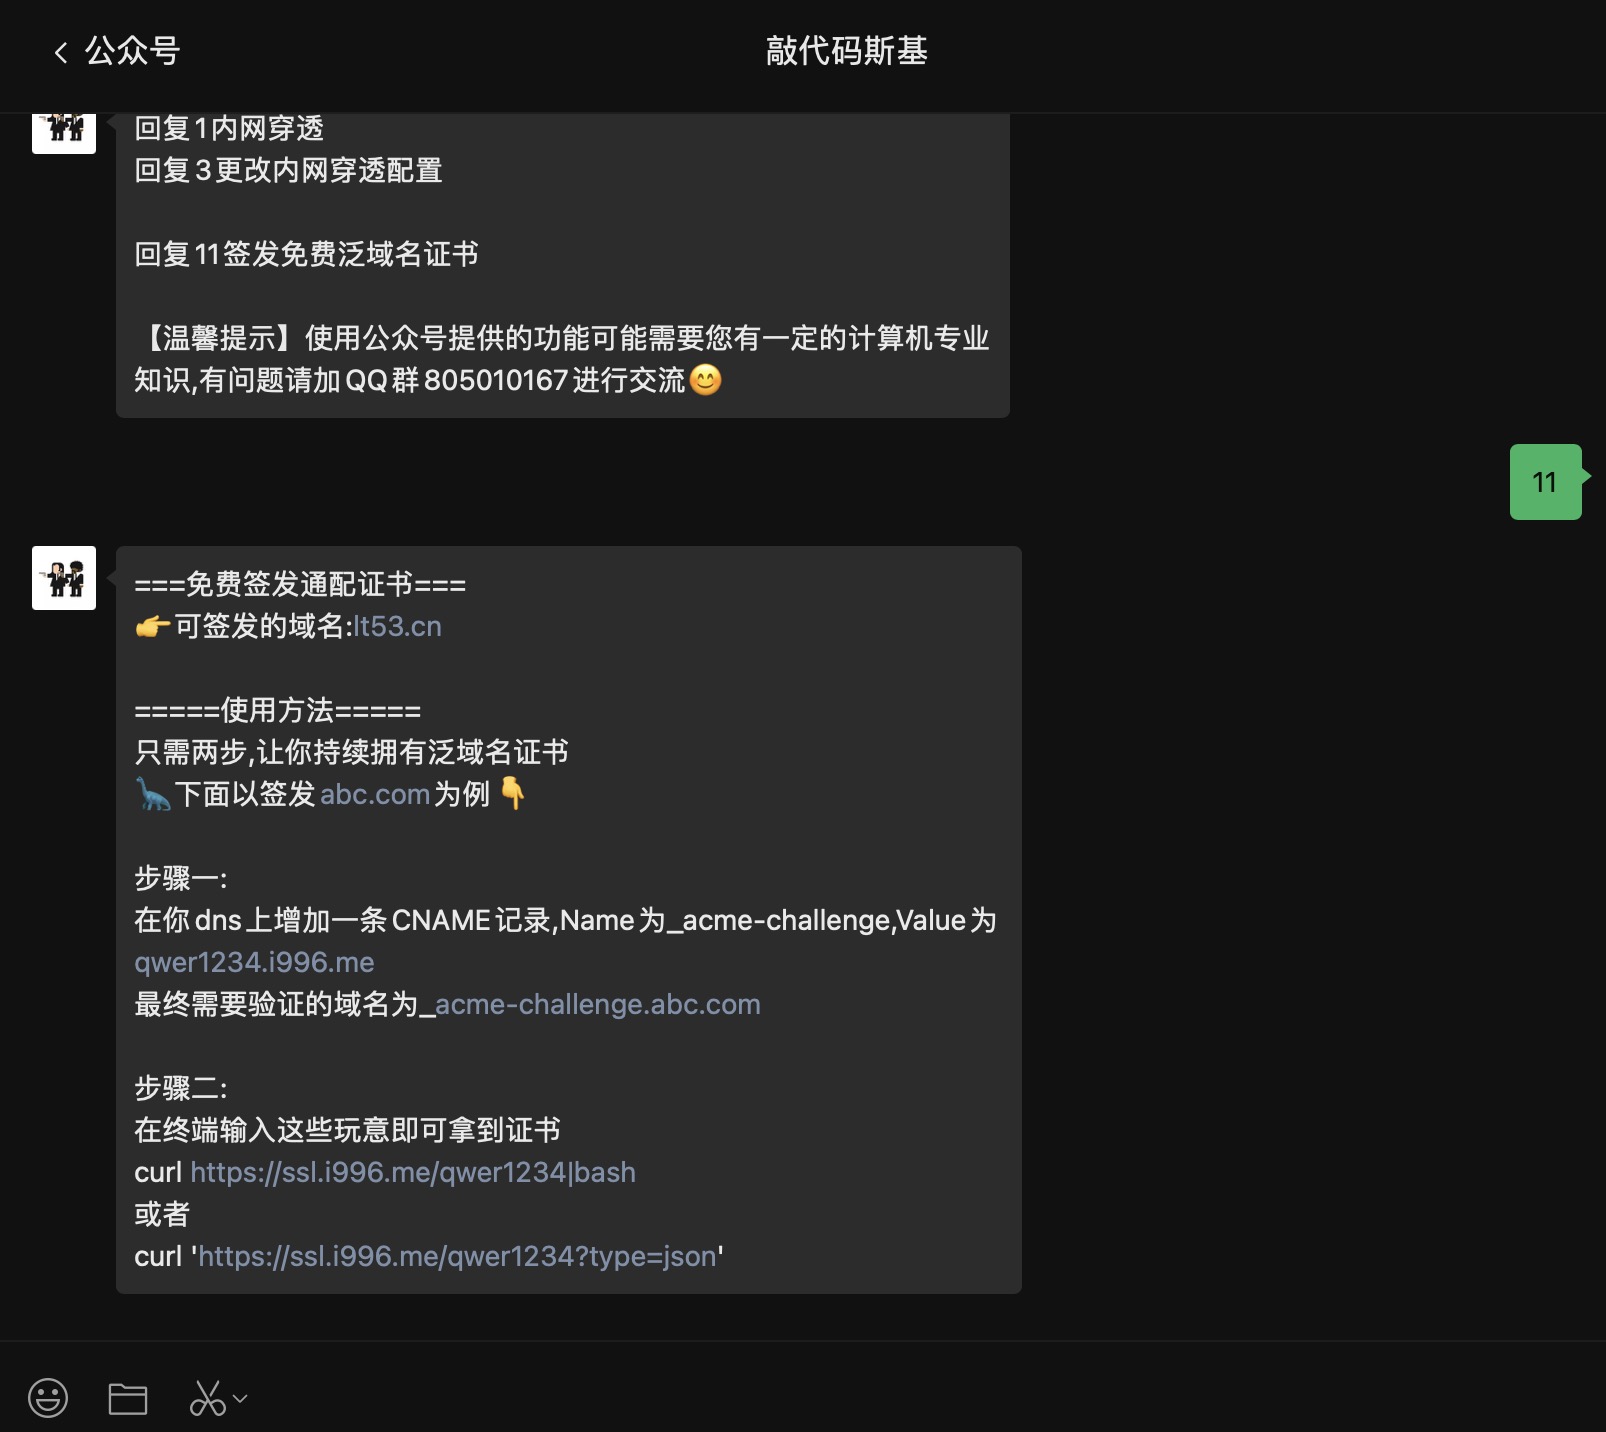 公众号
敲代码斯基
回复1内网穿透
回复3更改内网穿透配置
回复11签发免费泛域名证书
【温馨提示】使用公众号提供的功能可能需要您有一定的计算机专业
知识,有问题请加QQ群805010167进行交流😊
11
===免费签发通配证书===
👉可签发的域名:lt53.cn
=====使用方法=====
只需两步,让你持续拥有泛域名证书
🦕下面以签发abc.com为例👇
步骤一:
在你dns上增加一条CNAME记录,Name为_acme-challenge,Value为
qwer1234.i996.me
最终需要验证的域名为_acme-challenge.abc.com
步骤二:
在终端输入这些玩意即可拿到证书
curl https://ssl.i996.me/qwer1234|bash
或者
curl 'https://ssl.i996.me/qwer1234?type=json'